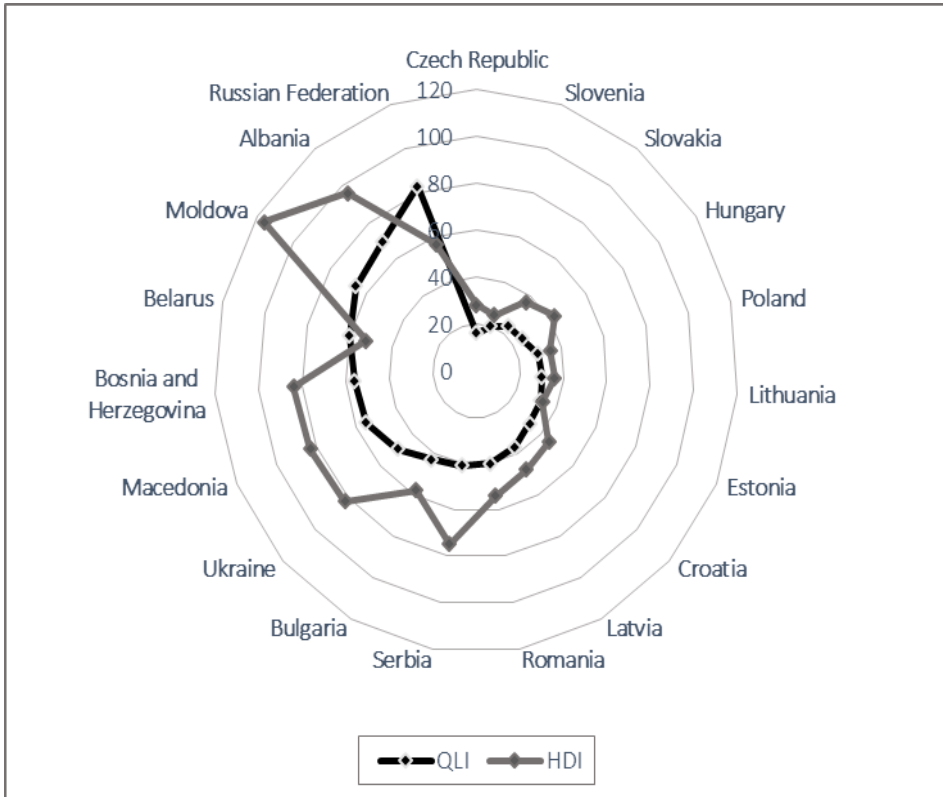 Czech Republic
Slovenia
Slovakia
Hungary
Poland
Lithuania
Estonia
Croatia
Latvia
Romania
Serbia
Bulgaria
Ukraine
Macedonia
Bosnia and
Herzegovina
Belarus
Moldova
Albania
Russian Federation
120
100
80
60
40
20
0
QLI
HDI